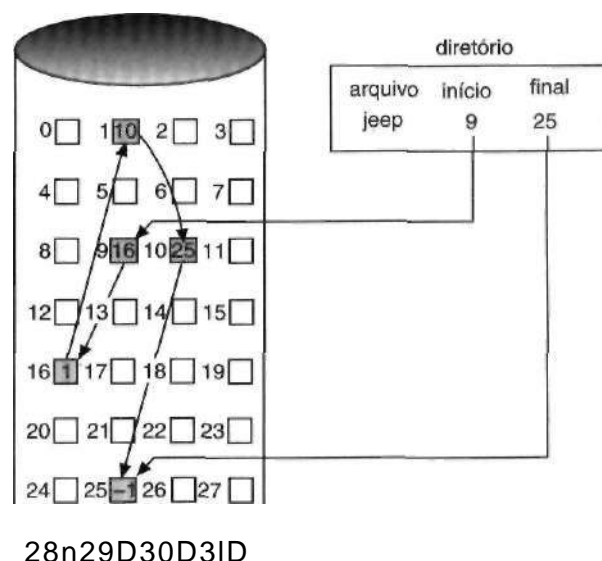 diretório
arquivo início final
jeep 9 25
0 1 10 2 3
4 5 6 7
8 9 16 10 25 11
12 13 14 15
16 1 17 18 19
20 21 22 23
24 25 -1 26 27
28n29D30D3lD